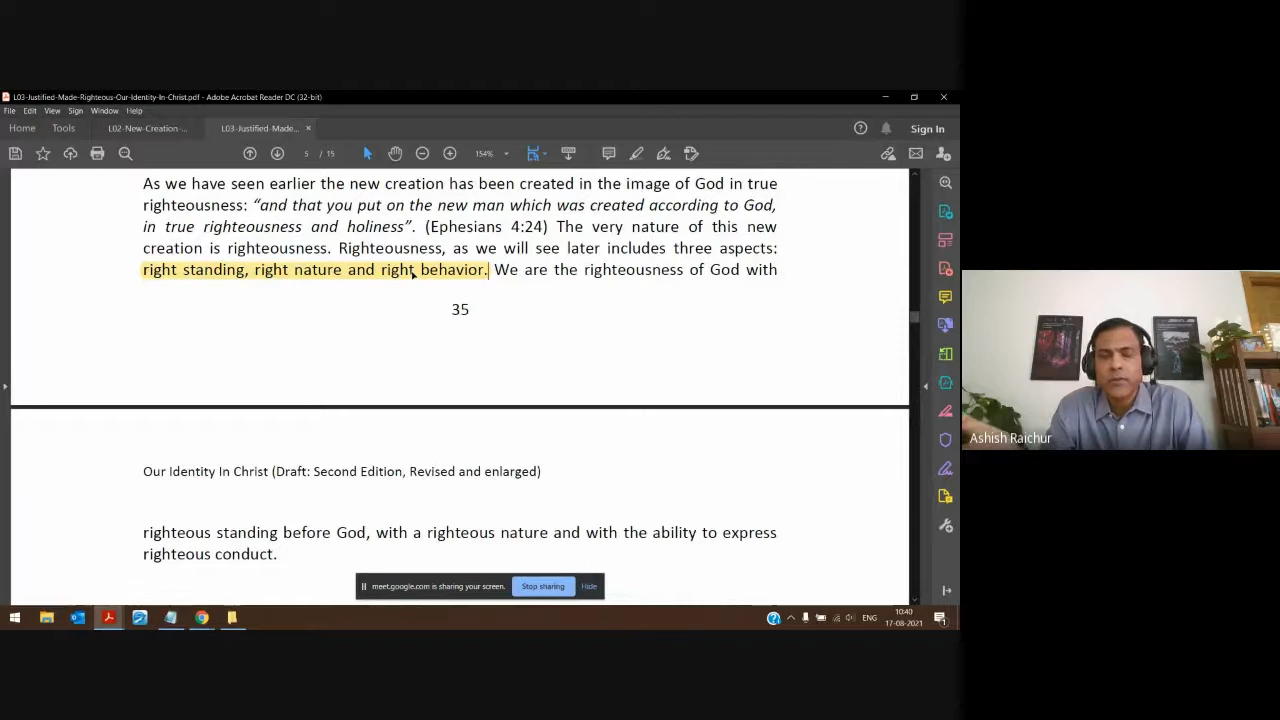 L03-Justified-Made-Righteous-Our-Identity-In-Christ.pdf - Adobe Acrobat Reader DC (32-bit)
File Edit View Sign Window Help
Home Tools L02-New-Creation-... L03-Justified-Made... × Sign In
5 / 15 154%
As we have seen earlier the new creation has been created in the image of God in true
righteousness: “and that you put on the new man which was created according to God,
in true righteousness and holiness”. (Ephesians 4:24) The very nature of this new
creation is righteousness. Righteousness, as we will see later includes three aspects:
right standing, right nature and right behavior. We are the righteousness of God with
35
Our Identity In Christ (Draft: Second Edition, Revised and enlarged)
righteous standing before God, with a righteous nature and with the ability to express
righteous conduct.
meet.google.com is sharing your screen. Stop sharing Hide
ENG 10:40
17-08-2021
Ashish Raichur